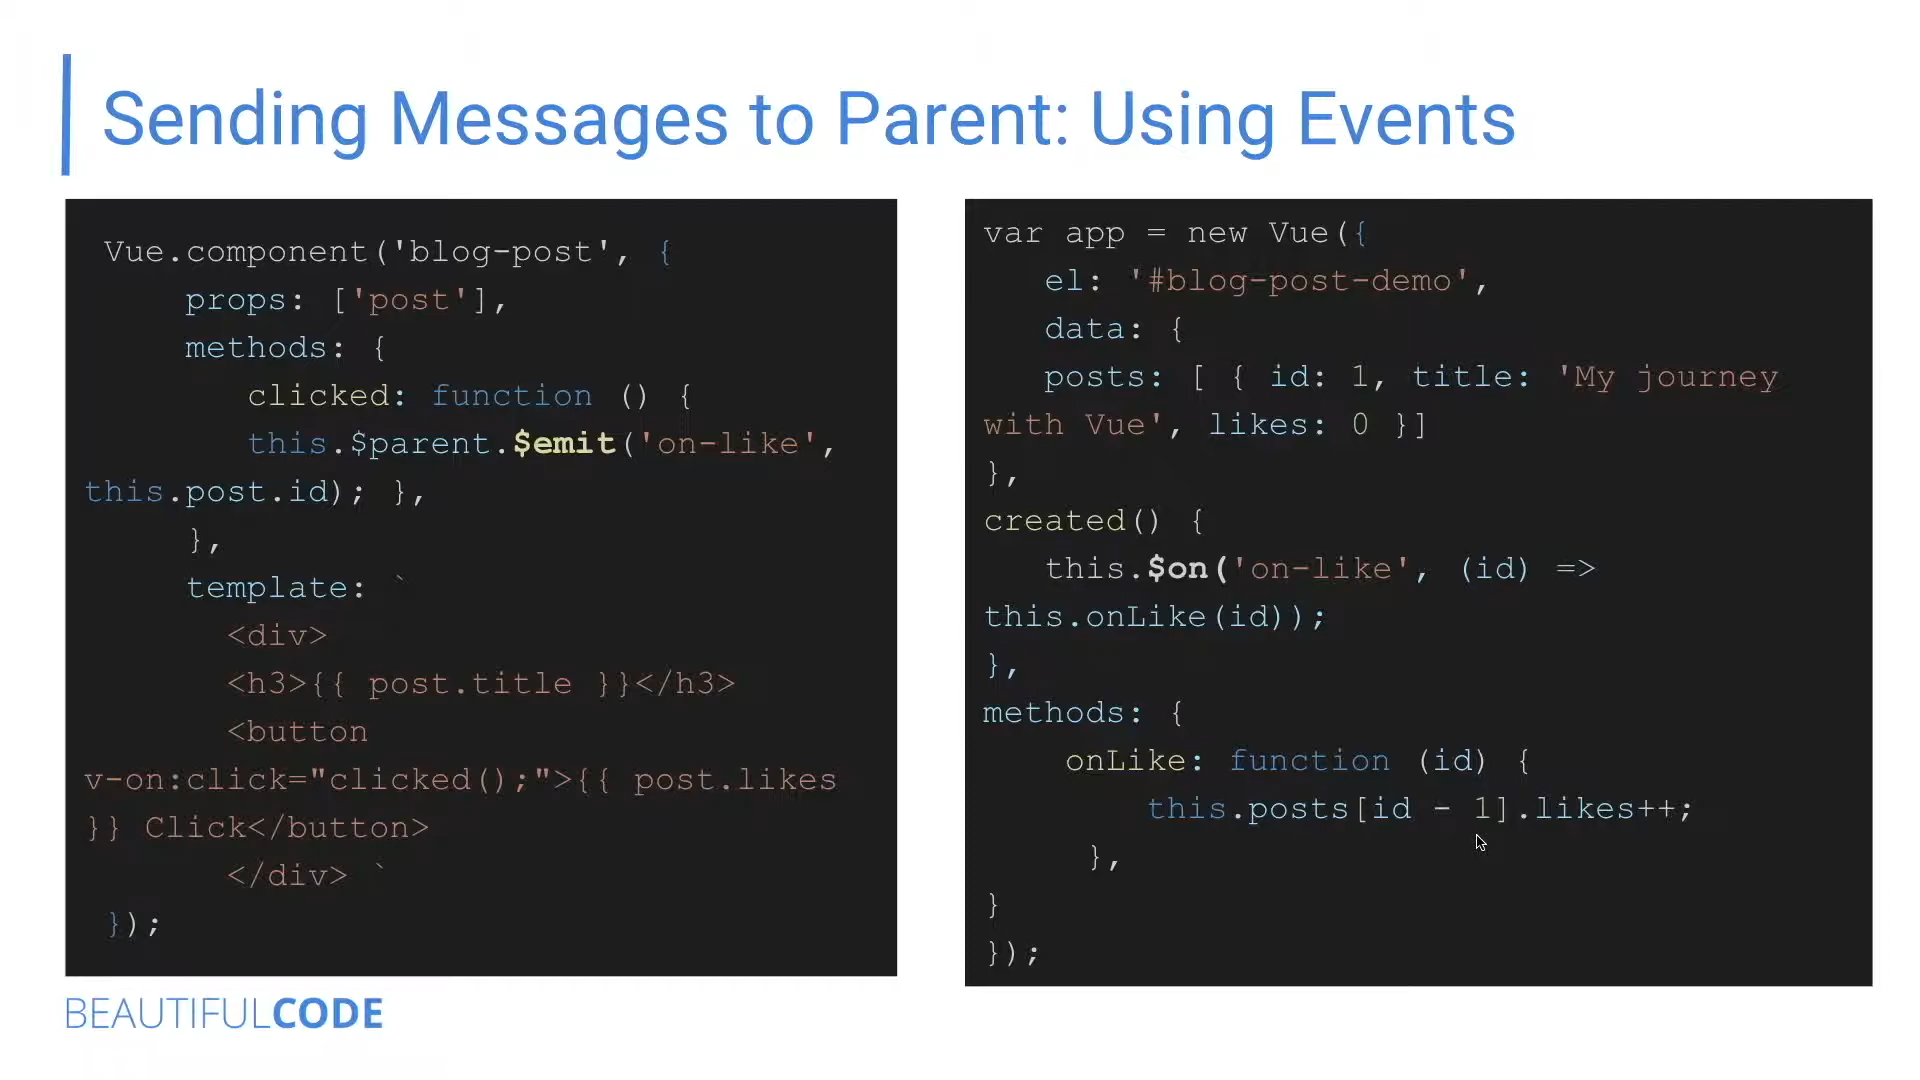 Sending Messages to Parent: Using Events
Vue.component('blog-post', {
props: ['post'],
methods: {
clicked: function () {
this.$parent.$emit('on-like',
this.post.id); },
},
template: `
<div>
<h3>{{ post.title }}</h3>
<button
v-on:click="clicked();">{{ post.likes
}} Click</button>
</div> `
});
var app = new Vue({
el: '#blog-post-demo',
data: {
posts: [ { id: 1, title: 'My journey
with Vue', likes: 0 }]
},
created() {
this.$on('on-like', (id) =>
this.onLike(id));
},
methods: {
onLike: function (id) {
this.posts[id - 1].likes++;
},
}
});
BEAUTIFULCODE